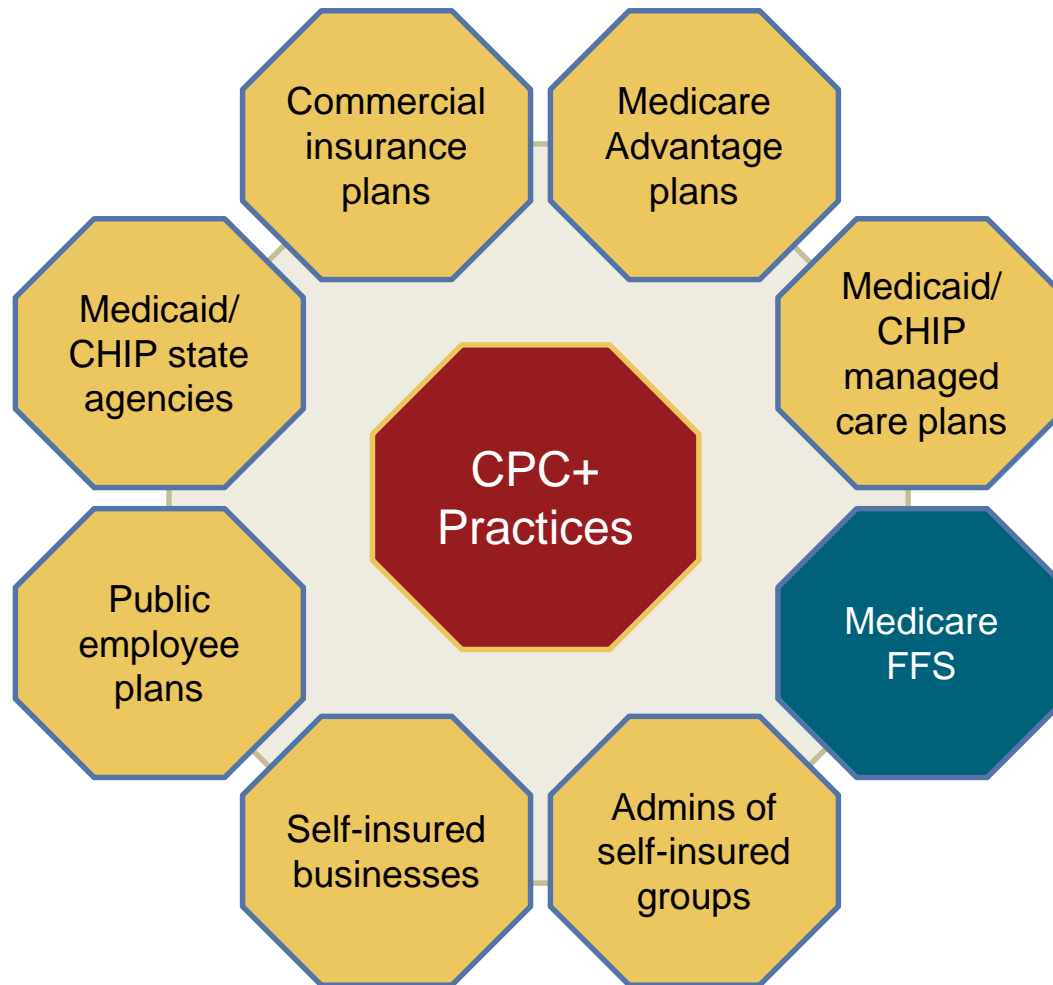 Commercial
insurance
plans
Medicare
Advantage
plans
Medicaid/
CHIP state
agencies
Medicaid/
CHIP
managed
care plans
CPC+
Practices
Public
employee
plans
Medicare
FFS
Self-insured
businesses
Admins of
self-insured
groups